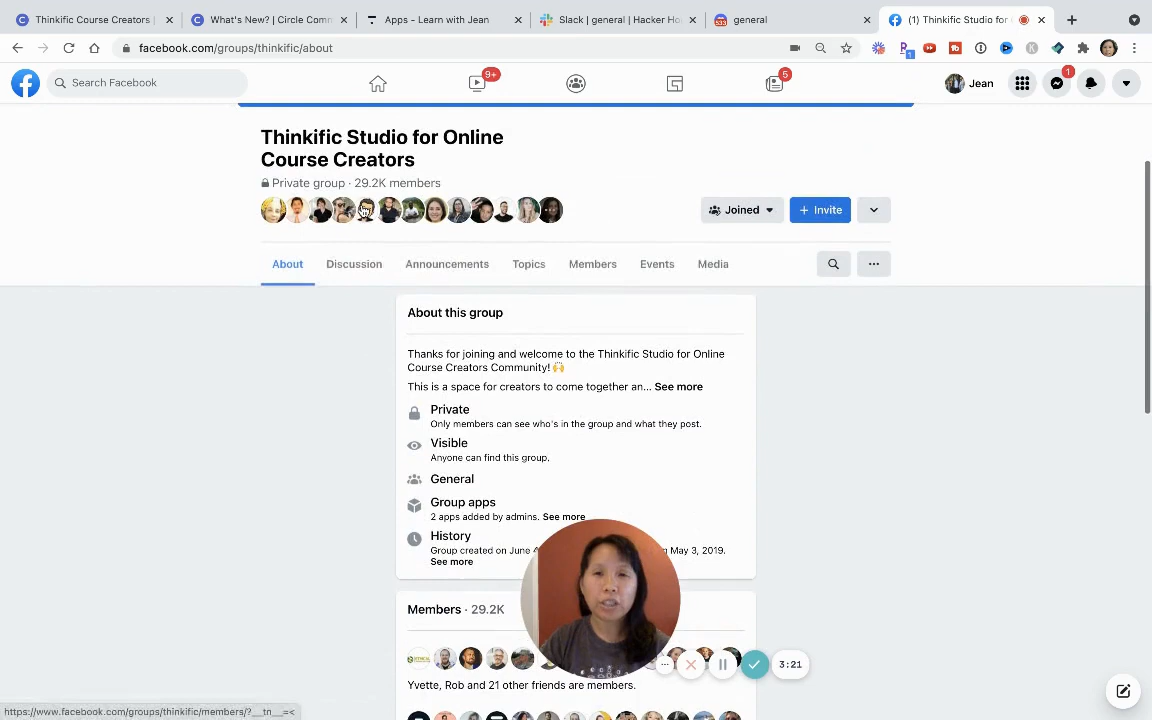 Thinkific Course Creators |
What's New? | Circle Com
Apps - Learn with Jean
Slack | general | Hacker Ho
533
general
(1) Thinkific Studio for
facebook.com/groups/thinkific/about
1
Search Facebook
9+
5
Jean
1
Thinkific Studio for Online
Course Creators
Private group · 29.2K members
Joined
+ Invite
About
Discussion
Announcements
Topics
Members
Events
Media
About this group
Thanks for joining and welcome to the Thinkific Studio for Online
Course Creators Community! 🙌
This is a space for creators to come together an... See more
Private
Only members can see who's in the group and what they post.
Visible
Anyone can find this group.
General
Group apps
2 apps added by admins. See more
History
Group created on June
May 3, 2019.
See more
Members · 29.2K
3:21
Yvette, Rob and 21 other friends are members.
https://www.facebook.com/groups/thinkific/members/?__tn__=<